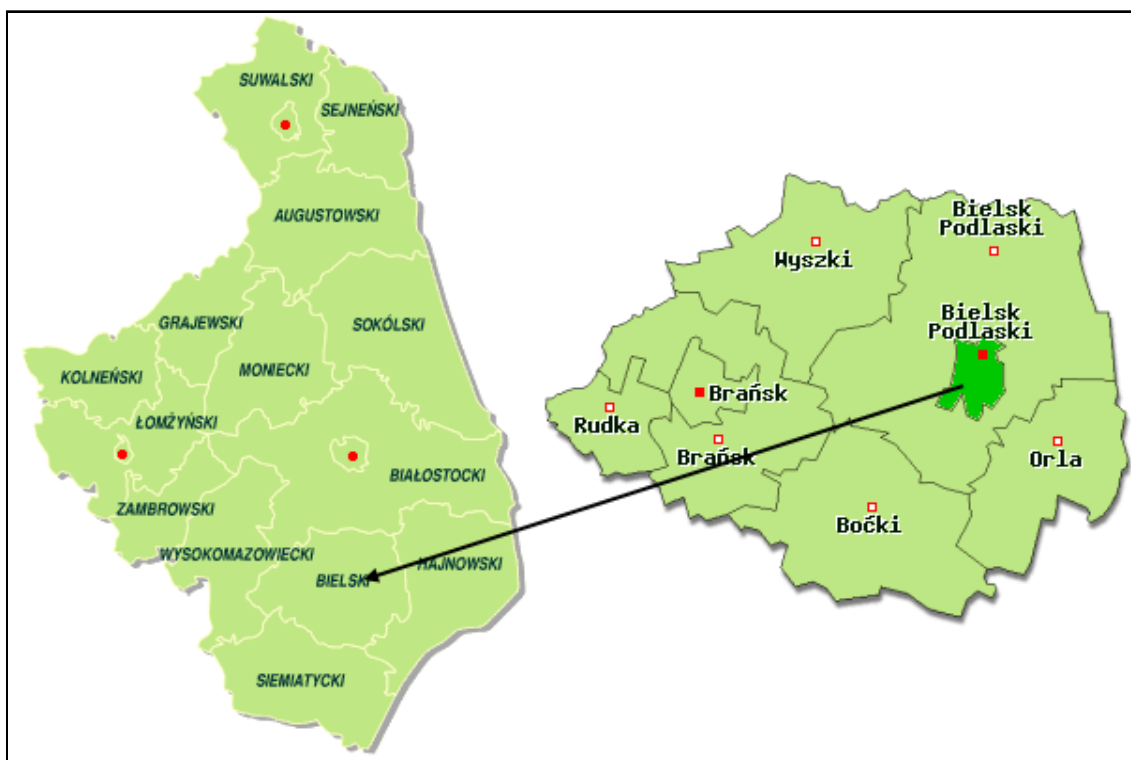 SUWALSKI
SEJNEŃSKI
AUGUSTOWSKI
GRAJEWSKI
SOKÓLSKI
KOLNEŃSKI
MONIECKI
ŁOMŻYŃSKI
BIAŁOSTOCKI
ZAMBROWSKI
WYSOKOMAZOWIECKI
HAJNOWSKI
BIELSKI
SIEMIATYCKI
Bielsk
Podlaski
Wyszki
Bielsk
Podlaski
Brańsk
Rudka
Brańsk
Orla
Boćki